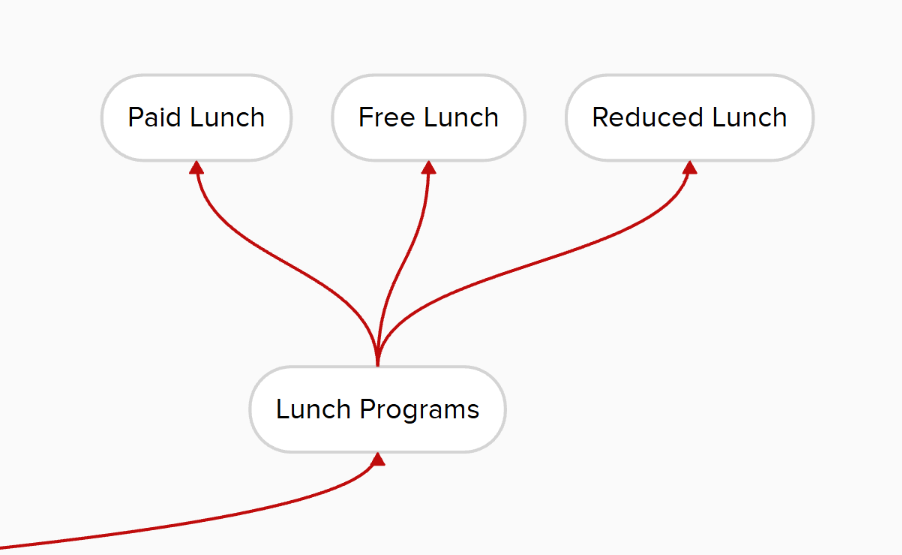 Paid Lunch
Free Lunch
Reduced Lunch
Lunch Programs